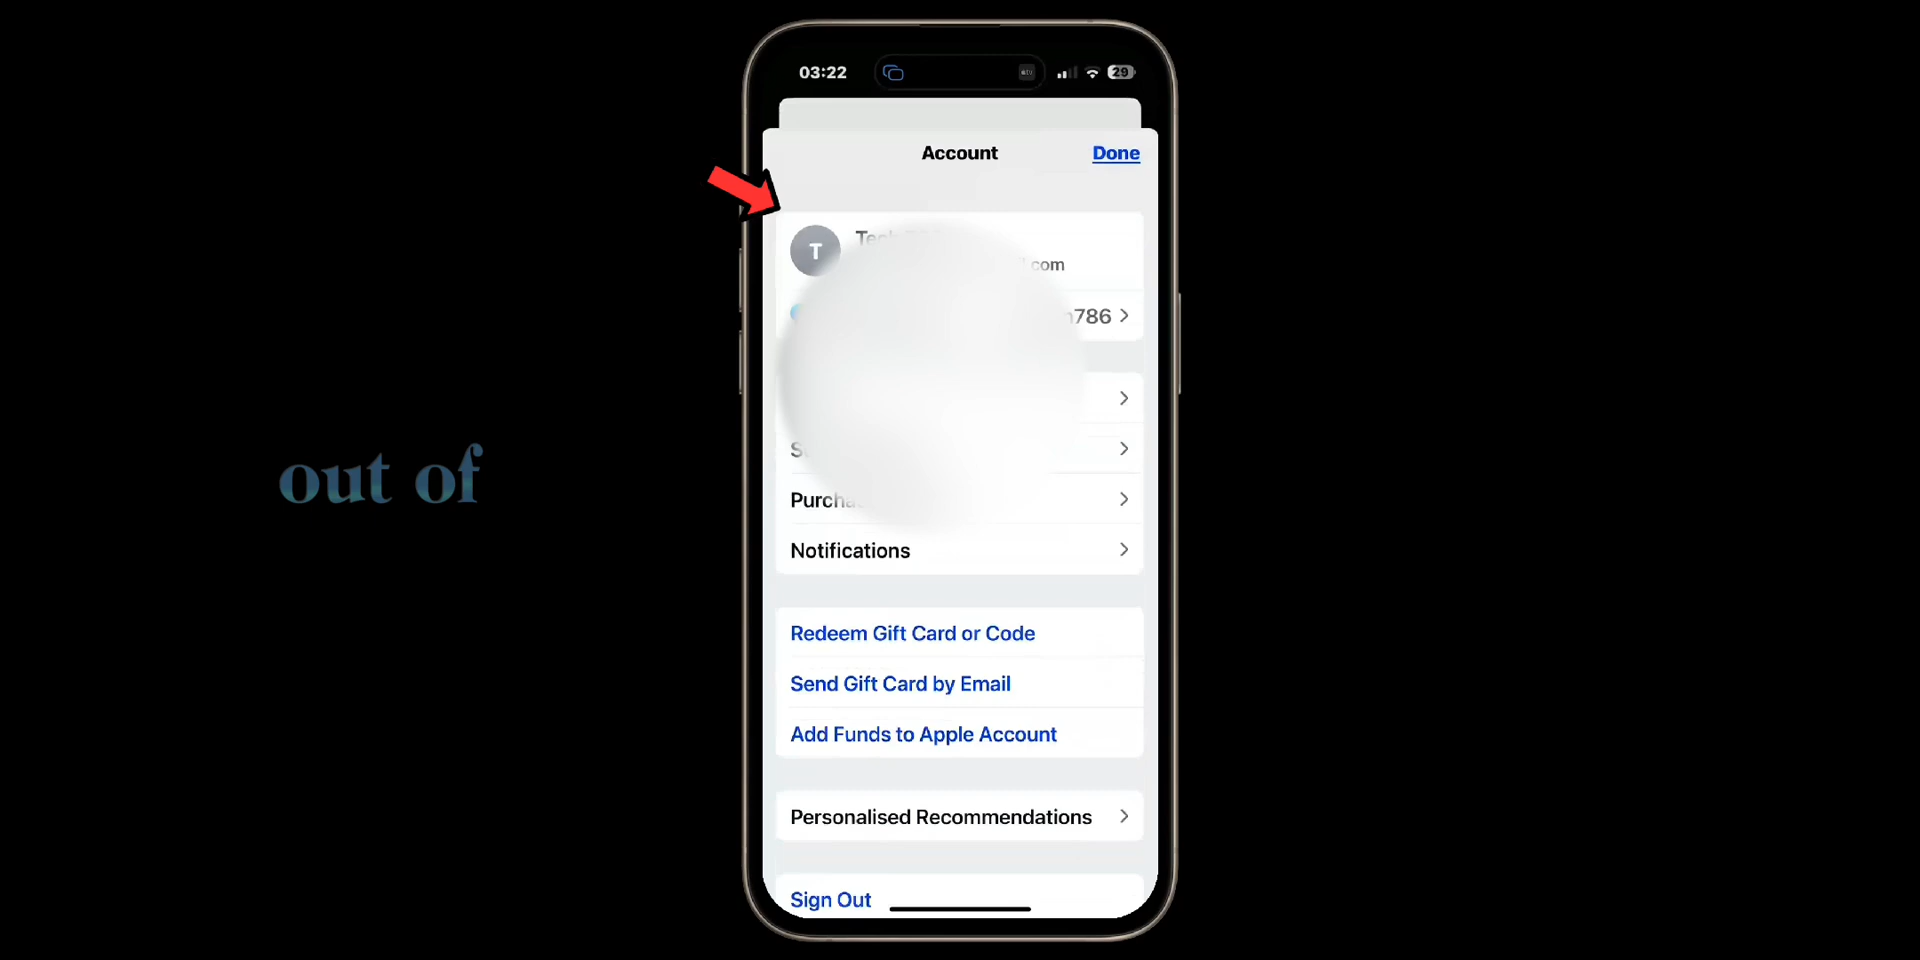 03:22
29
Account
Done
T
.com
786
out of
Notifications
Redeem Gift Card or Code
Send Gift Card by Email
Add Funds to Apple Account
Personalised Recommendations
Sign Out